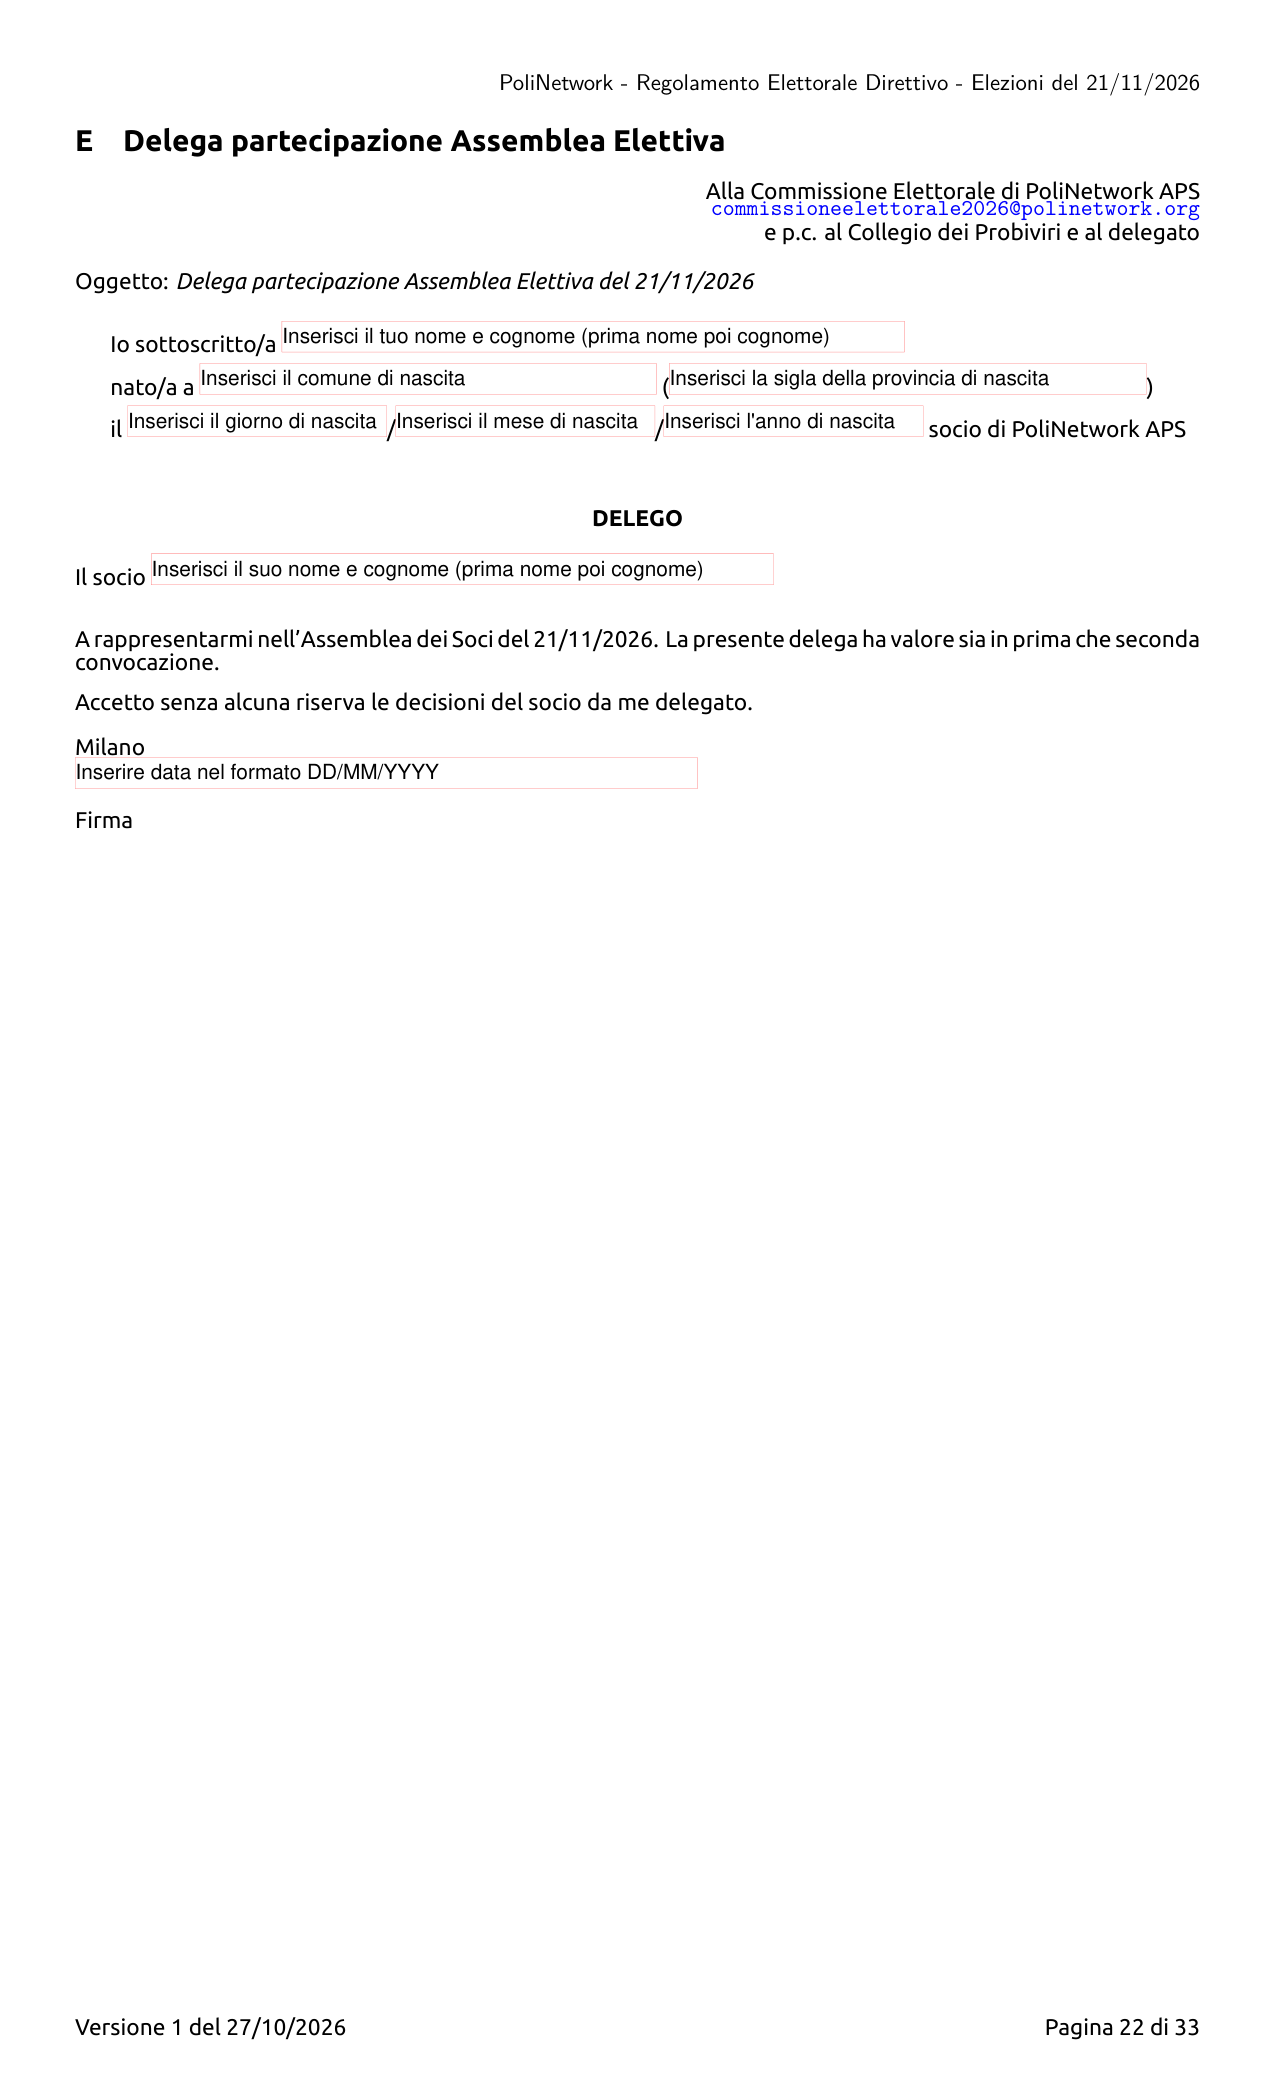 PoliNetwork - Regolamento Elettorale Direttivo - Elezioni del 21/11/2026
E Delega partecipazione Assemblea Elettiva
Alla Commissione Elettorale di PoliNetwork APS
commissioneelettorale2026@polinetwork.org
e p.c. al Collegio dei Probiviri e al delegato
Oggetto: Delega partecipazione Assemblea Elettiva del 21/11/2026
Io sottoscritto/a Inserisci il tuo nome e cognome (prima nome poi cognome)
nato/a a Inserisci il comune di nascita (Inserisci la sigla della provincia di nascita)
il Inserisci il giorno di nascita /Inserisci il mese di nascita /Inserisci l'anno di nascita socio di PoliNetwork APS
DELEGO
Il socio Inserisci il suo nome e cognome (prima nome poi cognome)
A rappresentarmi nell’Assemblea dei Soci del 21/11/2026. La presente delega ha valore sia in prima che seconda
convocazione.
Accetto senza alcuna riserva le decisioni del socio da me delegato.
Milano
Inserire data nel formato DD/MM/YYYY
Firma
Versione 1 del 27/10/2026 Pagina 22 di 33